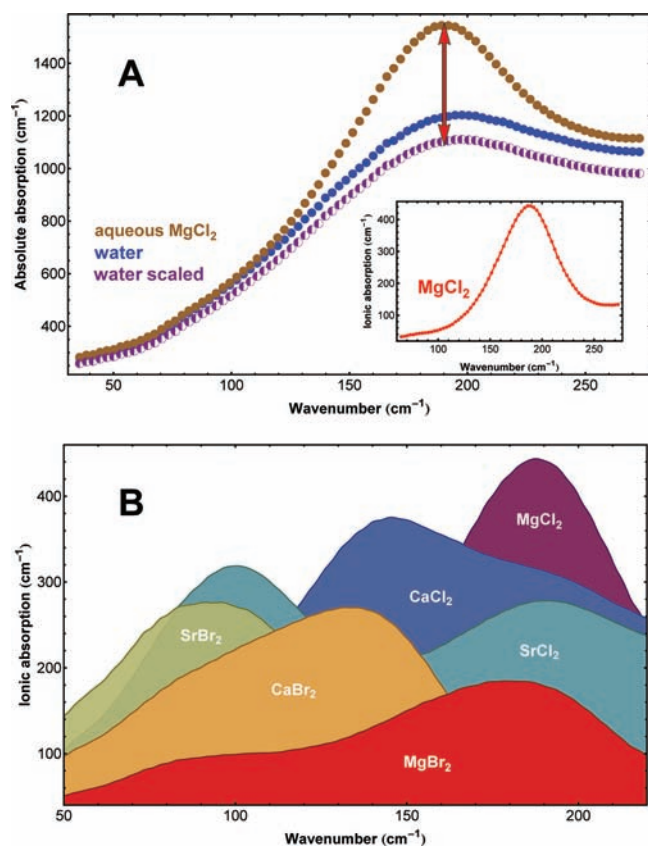 A
Absolute absorption (cm⁻¹)
1400
1200
1000
800
600
400
aqueous MgCl₂
water
water scaled
Ionic absorption (cm⁻¹)
400
300
200
100
MgCl₂
100 150 200 250
Wavenumber (cm⁻¹)
50 100 150 200 250
Wavenumber (cm⁻¹)
B
Ionic absorption (cm⁻¹)
400
300
200
100
MgCl₂
CaCl₂
SrBr₂
SrCl₂
CaBr₂
MgBr₂
50 100 150 200
Wavenumber (cm⁻¹)